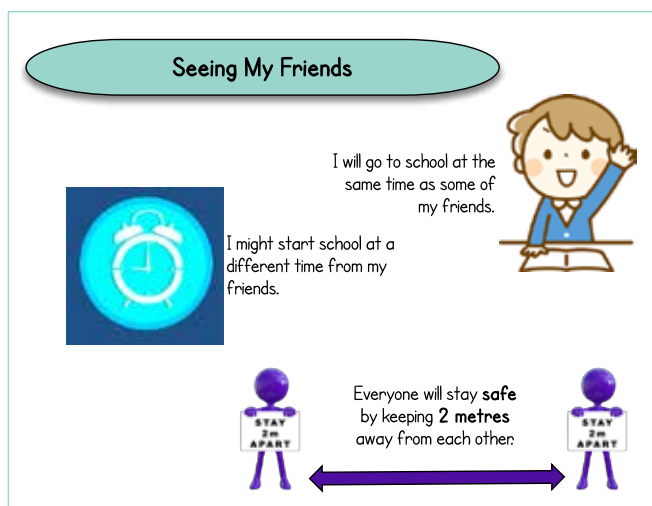 Seeing My Friends
I will go to school at the
same time as some of
my friends.
I might start school at a
different time from my
friends.
Everyone will stay safe
by keeping 2 metres
away from each other.
STAY
2m
APART
STAY
2m
APART